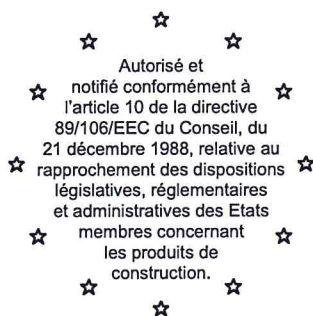 Autorisé et
notifié conformément à
l'article 10 de la directive
89/106/EEC du Conseil, du
21 décembre 1988, relative au
rapprochement des dispositions
législatives, réglementaires
et administratives des Etats
membres concernant
les produits de
construction.